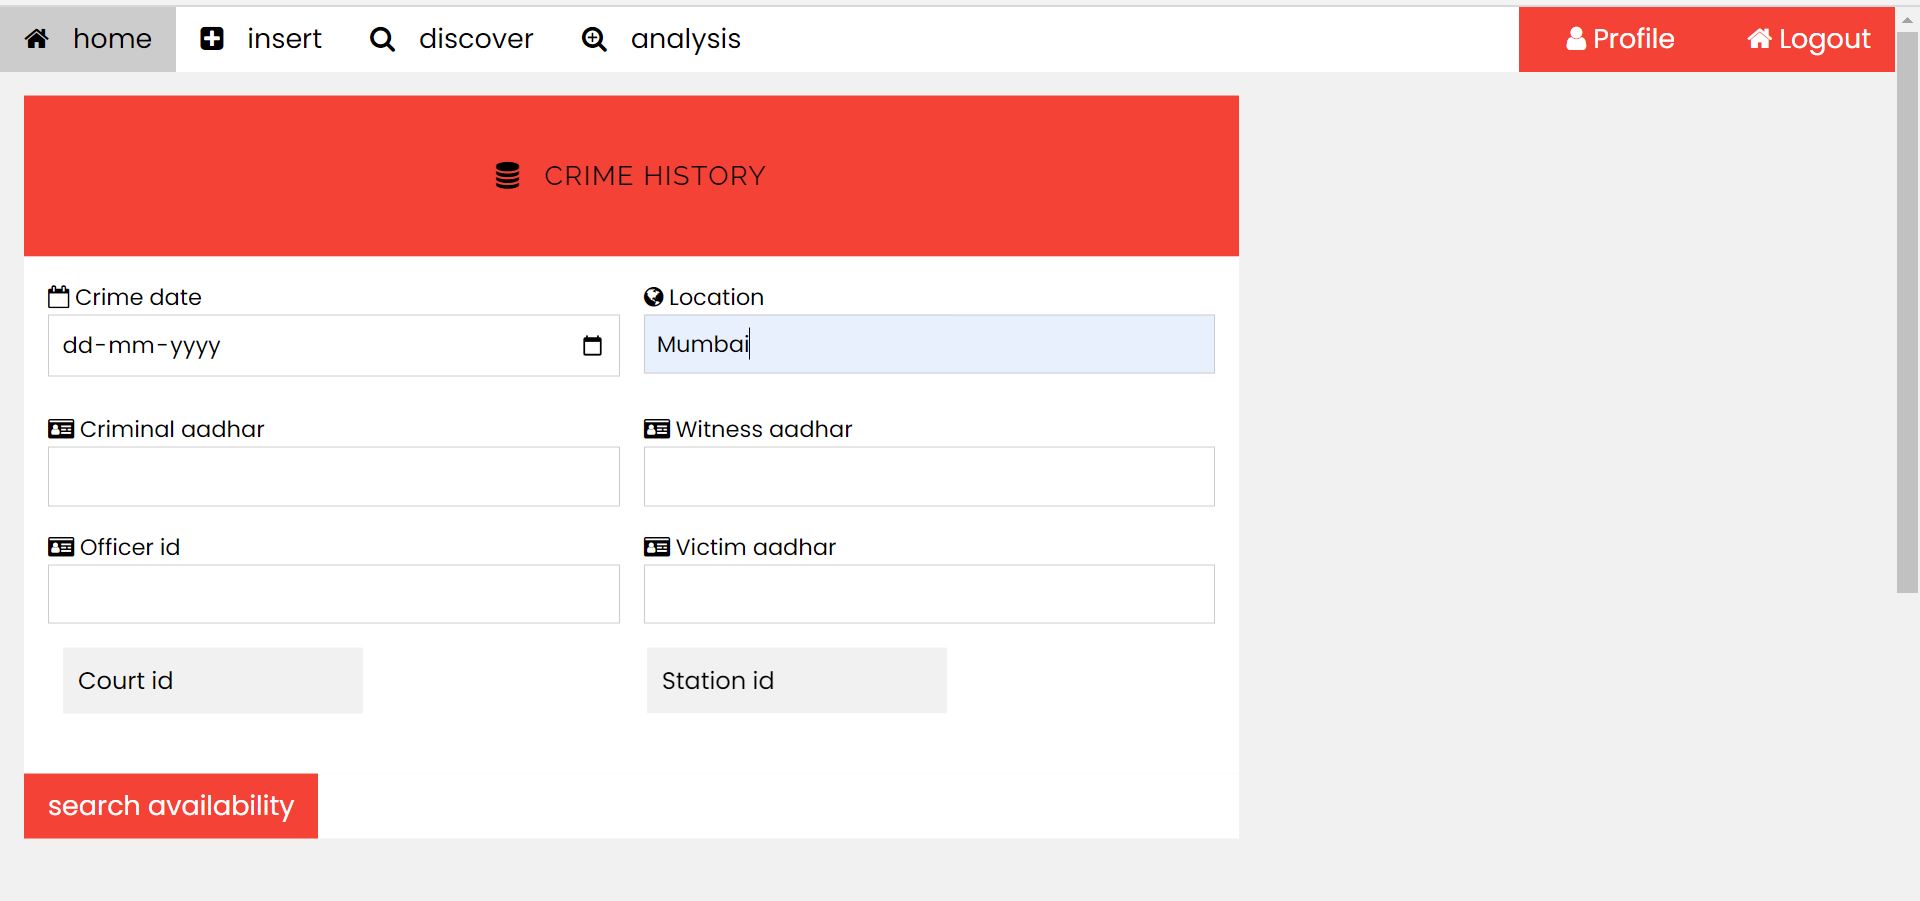 home insert discover analysis Profile Logout
CRIME HISTORY
Crime date Location
dd-mm-yyyy Mumbai
Criminal aadhar Witness aadhar
Officer id Victim aadhar
Court id Station id
search availability